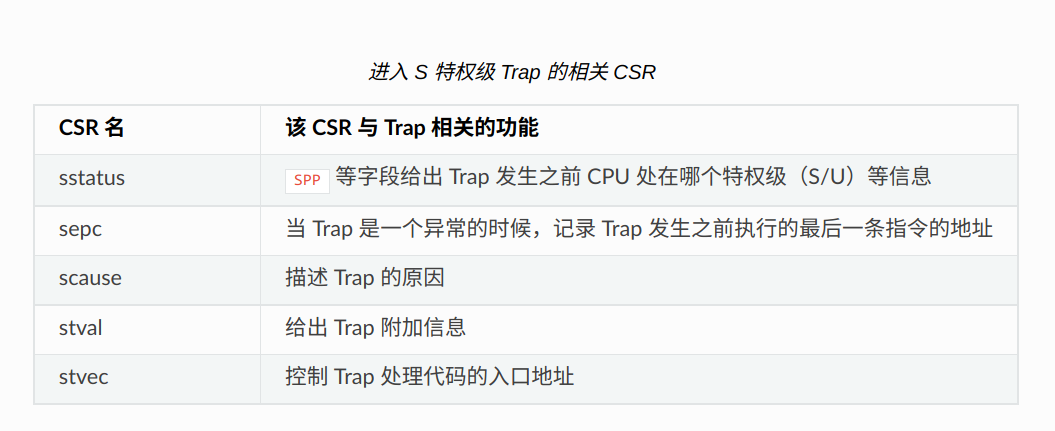 进入 S 特权级 Trap 的相关 CSR
CSR 名 该 CSR 与 Trap 相关的功能
sstatus SPP 等字段给出 Trap 发生之前 CPU 处在哪个特权级（S/U）等信息
sepc 当 Trap 是一个异常的时候，记录 Trap 发生之前执行的最后一条指令的地址
scause 描述 Trap 的原因
stval 给出 Trap 附加信息
stvec 控制 Trap 处理代码的入口地址